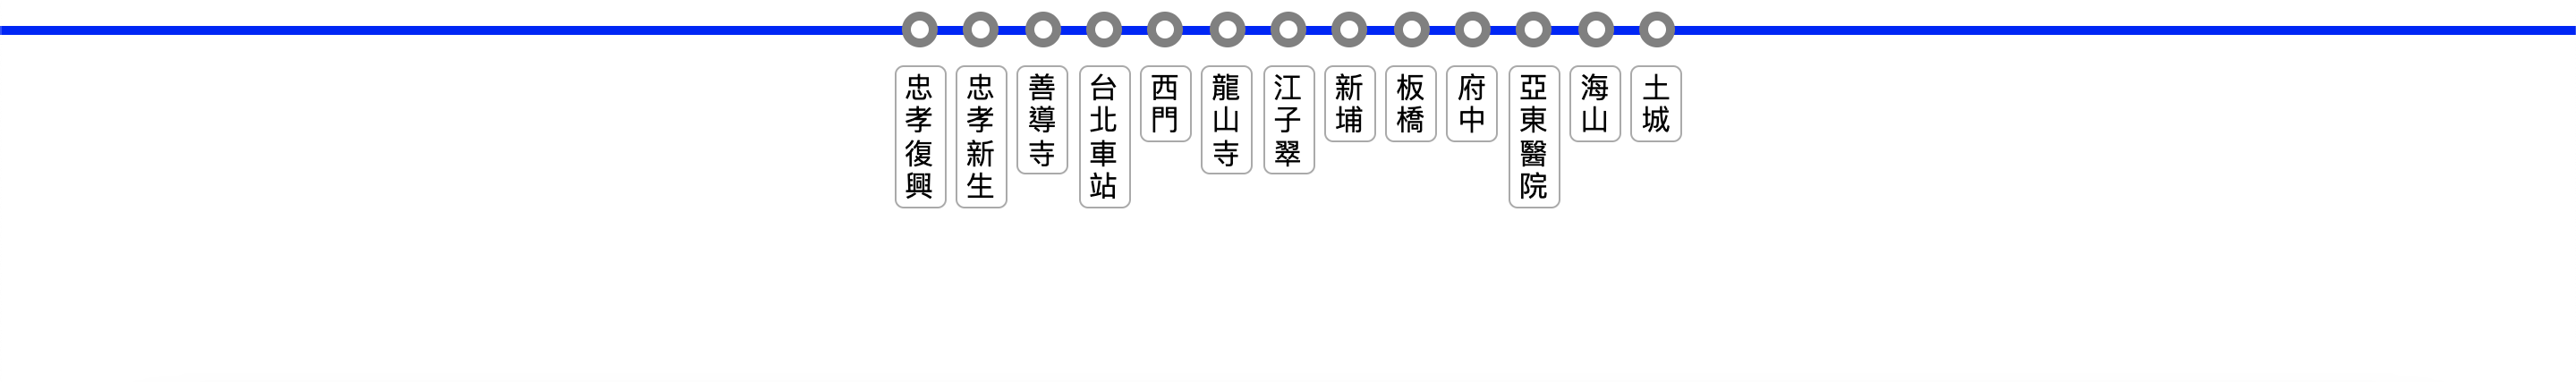 忠孝復興
忠孝新生
善導寺
台北車站
西門
龍山寺
江子翠
新埔
板橋
府中
亞東醫院
海山
土城